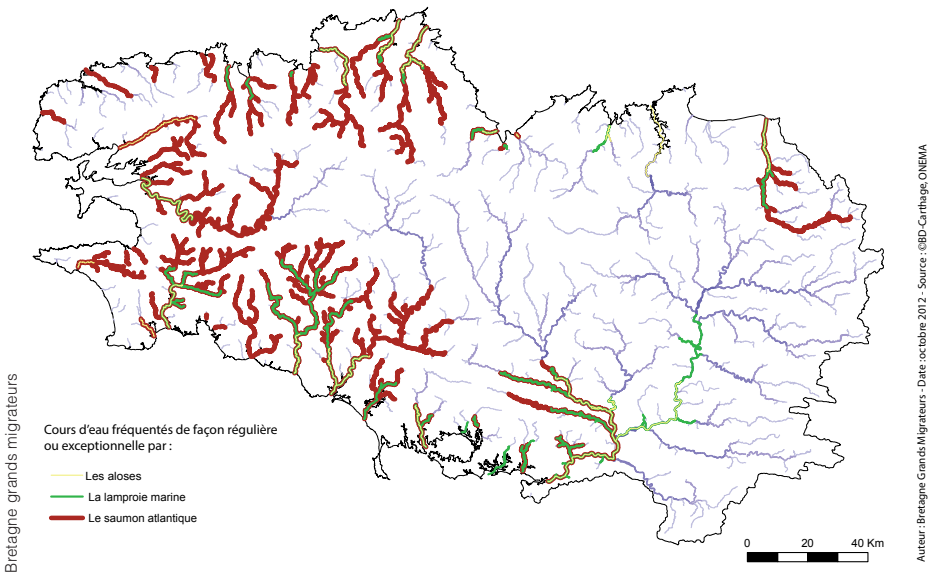 Bretagne grands migrateurs
Cours d'eau fréquentés de façon régulière
ou exceptionnelle par :
Les aloses
La lamproie marine
Le saumon atlantique
0 20 40 Km
Auteur : Bretagne Grands Migrateurs - Date : octobre 2012 - Source : ©BD-Carthage, ONEMA